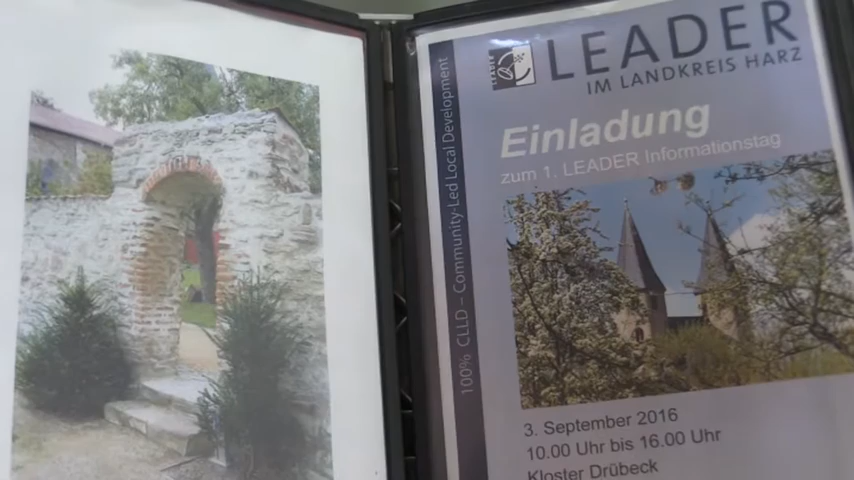 LEADER
LEADER
IM LANDKREIS HARZ
Einladung
zum 1. LEADER Informationstag
100% CLLD – Community-Led Local Development
3. September 2016
10.00 Uhr bis 16.00 Uhr
Kloster Drübeck